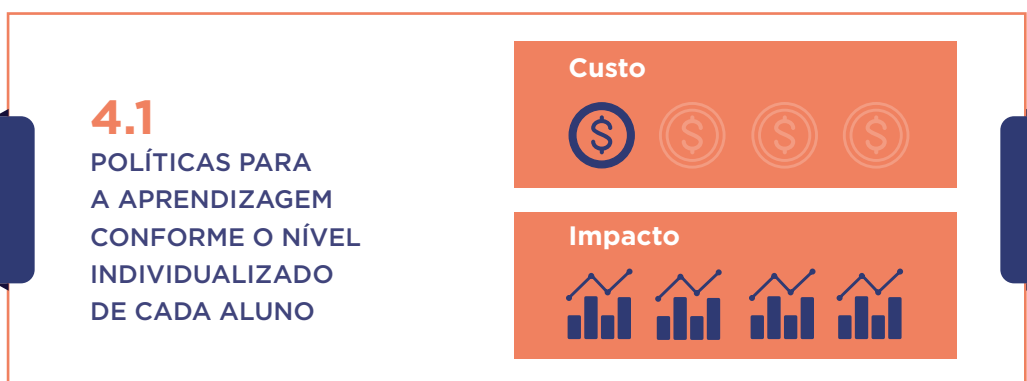 4.1
POLÍTICAS PARA
A APRENDIZAGEM
CONFORME O NÍVEL
INDIVIDUALIZADO
DE CADA ALUNO
Custo
$ $ $ $
Impacto